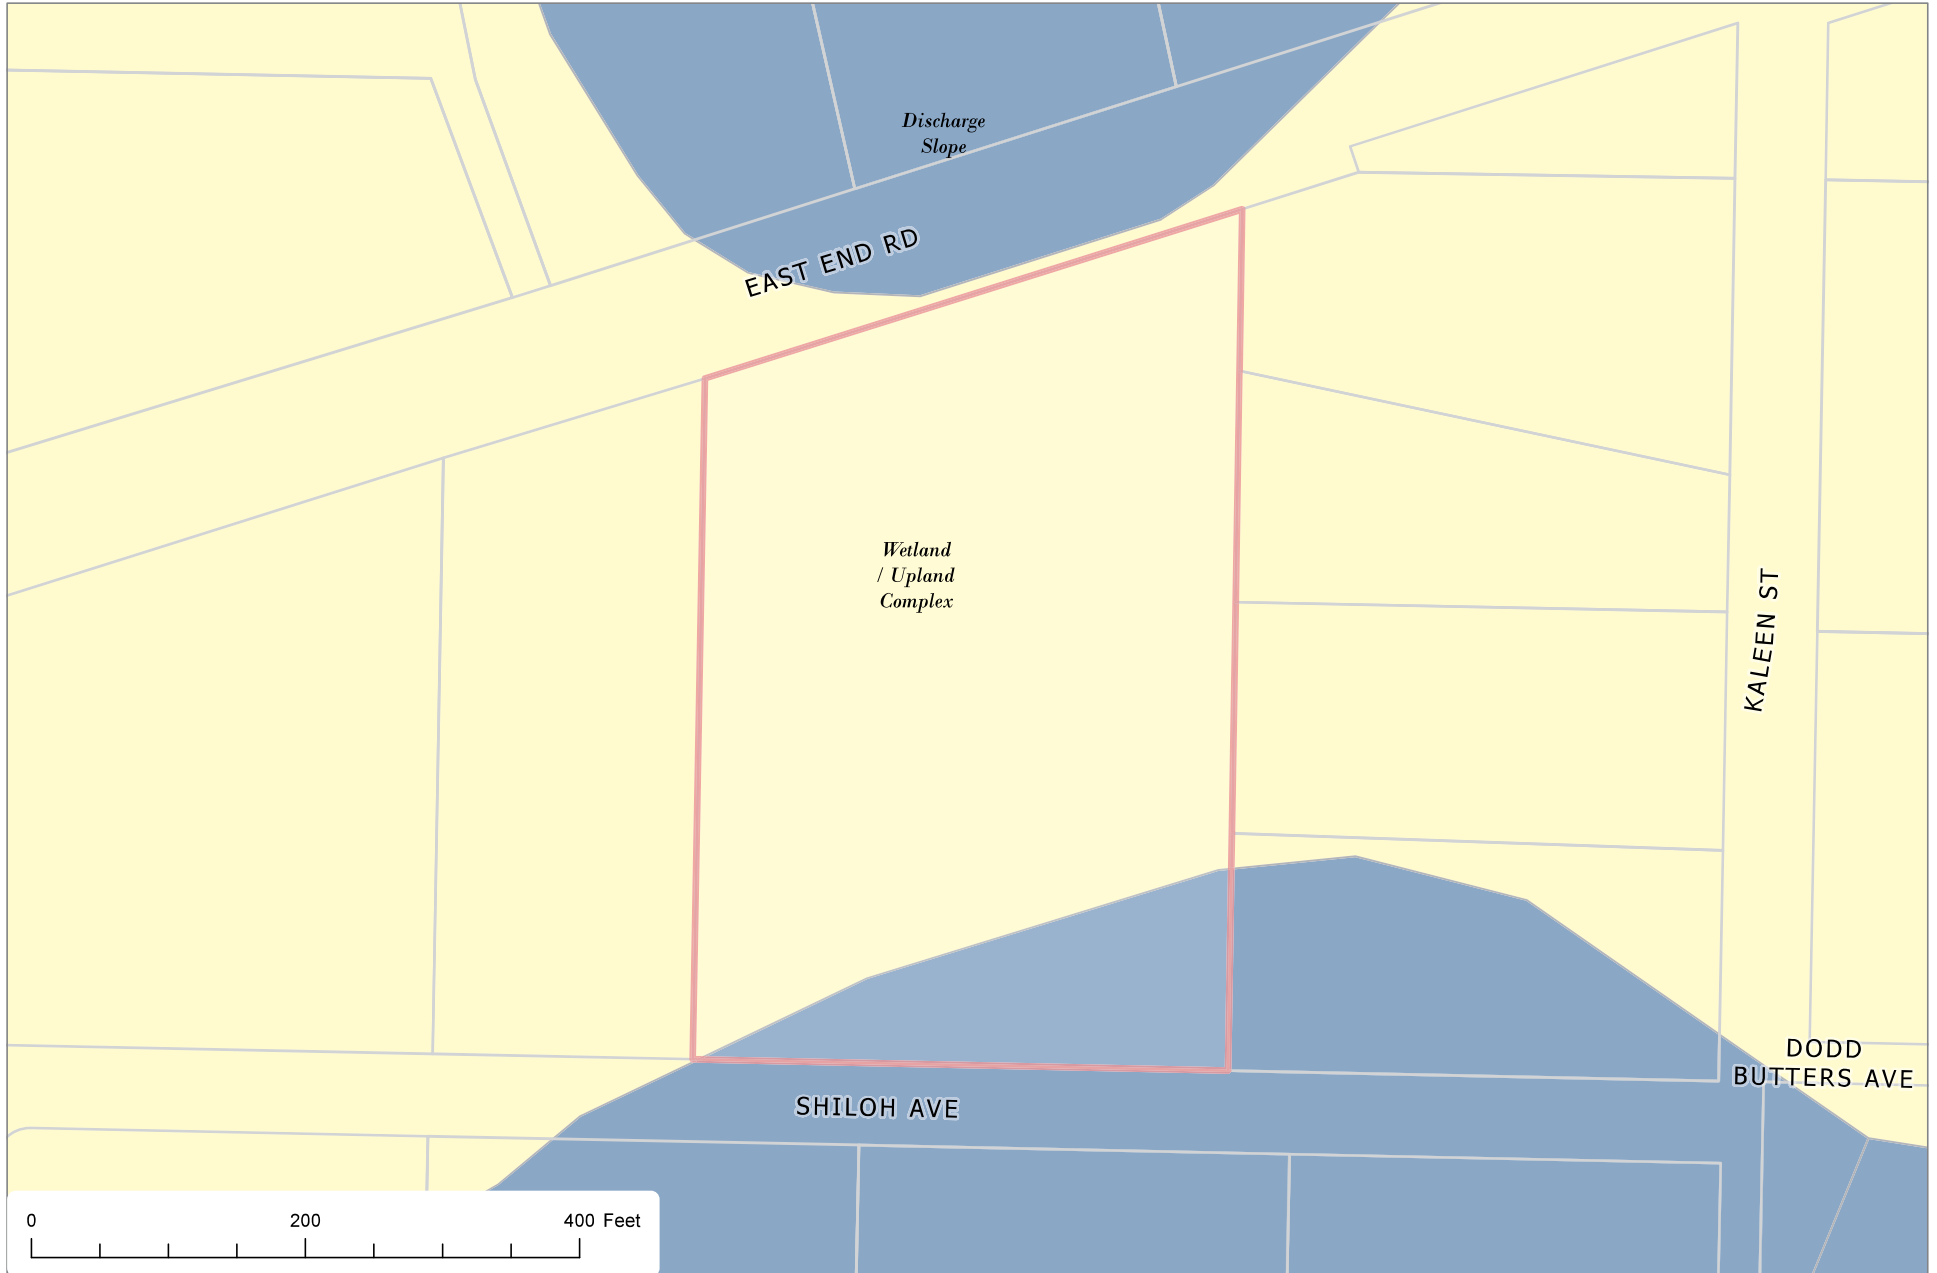 Discharge
Slope
EAST END RD
Wetland
/ Upland
Complex
KALEEN ST
DODD
BUTTERS AVE
SHILOH AVE
0 200 400 Feet